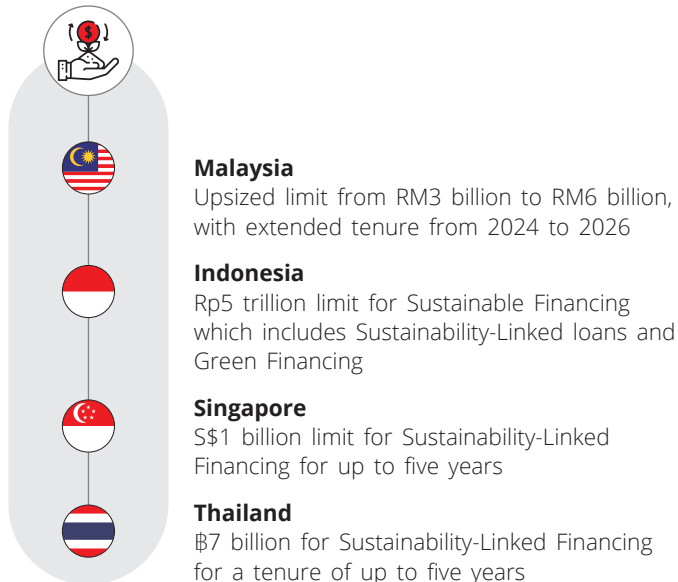 $
Malaysia
Upsized limit from RM3 billion to RM6 billion,
with extended tenure from 2024 to 2026
Indonesia
Rp5 trillion limit for Sustainable Financing
which includes Sustainability-Linked loans and
Green Financing
Singapore
S$1 billion limit for Sustainability-Linked
Financing for up to five years
Thailand
฿7 billion for Sustainability-Linked Financing
for a tenure of up to five years